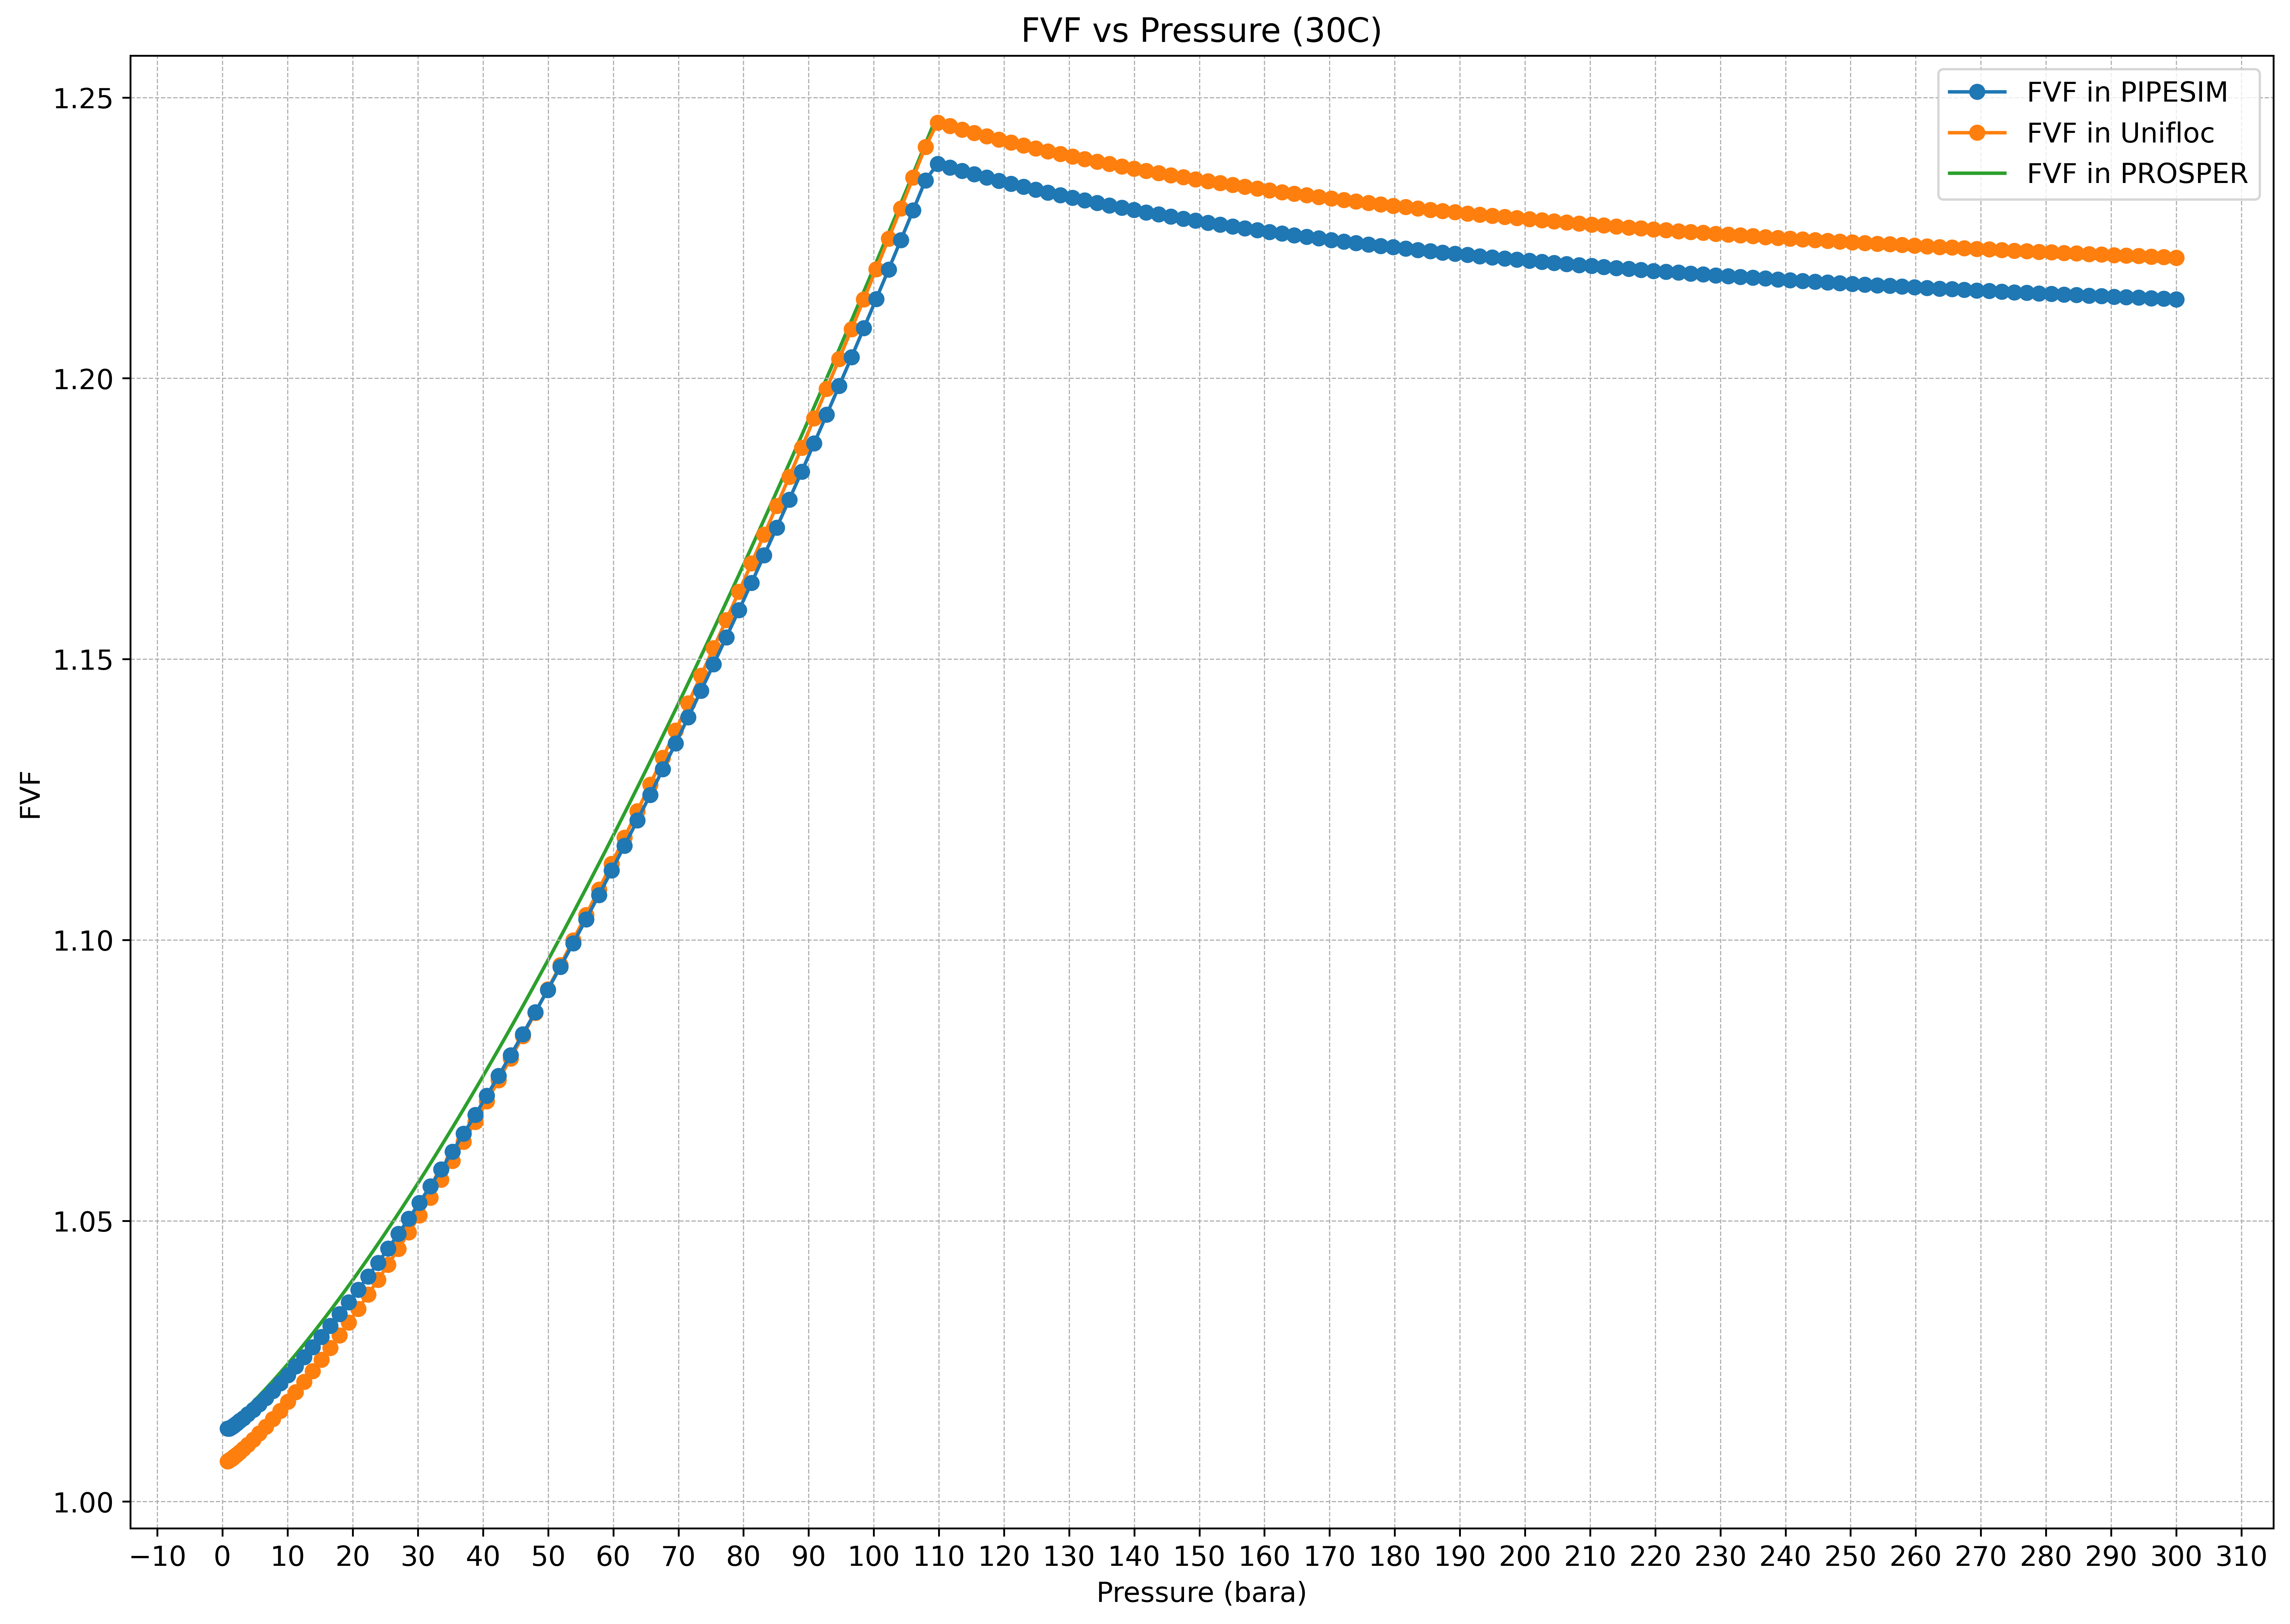 FVF vs Pressure (30C)
FVF in PIPESIM
FVF in Unifloc
FVF in PROSPER
1.25
1.20
1.15
1.10
1.05
1.00
FVF
−10 0 10 20 30 40 50 60 70 80 90 100 110 120 130 140 150 160 170 180 190 200 210 220 230 240 250 260 270 280 290 300 310
Pressure (bara)